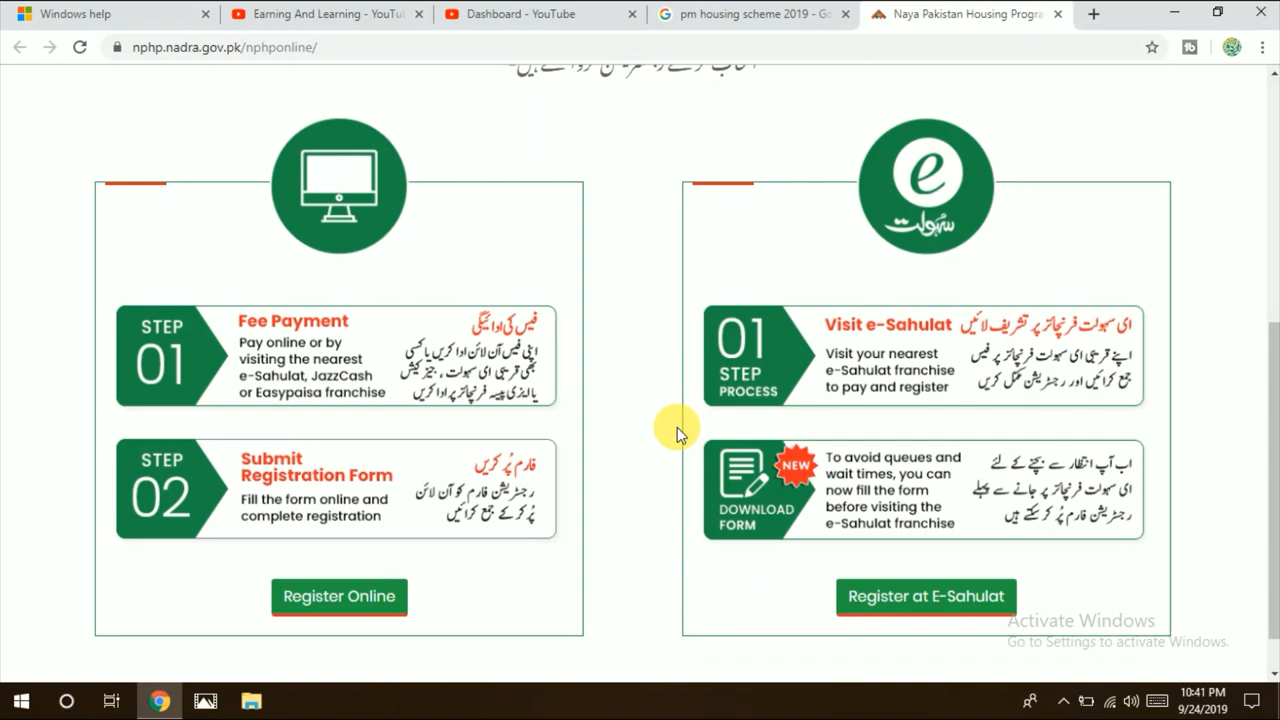 Windows help
Earning And Learning - YouTu
Dashboard - YouTube
pm housing scheme 2019 - Go
Naya Pakistan Housing Progra
nphp.nadra.gov.pk/nphponline/
e
سہولت
STEP
01
Fee Payment
Pay online or by
visiting the nearest
e-Sahulat, JazzCash
or Easypaisa franchise
فیس کی ادائیگی
اپنی فیس آن لائن ادا کریں یا کسی
بھی قریبی ای سہولت ، جیز کیش
یا ایزی پیسہ فرنچائز پر ادا کریں
STEP
02
Submit
Registration Form
Fill the form online and
complete registration
فارم پُر کریں
رجسٹریشن فارم کو آن لائن
پُر کر کے جمع کرائیں
Register Online
01
STEP
PROCESS
Visit e-Sahulat
Visit your nearest
e-Sahulat franchise
to pay and register
ای سہولت فرنچائز پر تشریف لائیں
اپنے قریبی ای سہولت فرنچائز پر فیس
جمع کرائیں اور رجسٹریشن مکمل کریں
DOWNLOAD
FORM
NEW
To avoid queues and
wait times, you can
now fill the form
before visiting the
e-Sahulat franchise
اب آپ انتظار سے بچنے کے لئے
ای سہولت فرنچائز پر جانے سے پہلے
رجسٹریشن فارم پُر کر سکتے ہیں
Register at E-Sahulat
Activate Windows
Go to Settings to activate Windows.
10:41 PM
9/24/2019